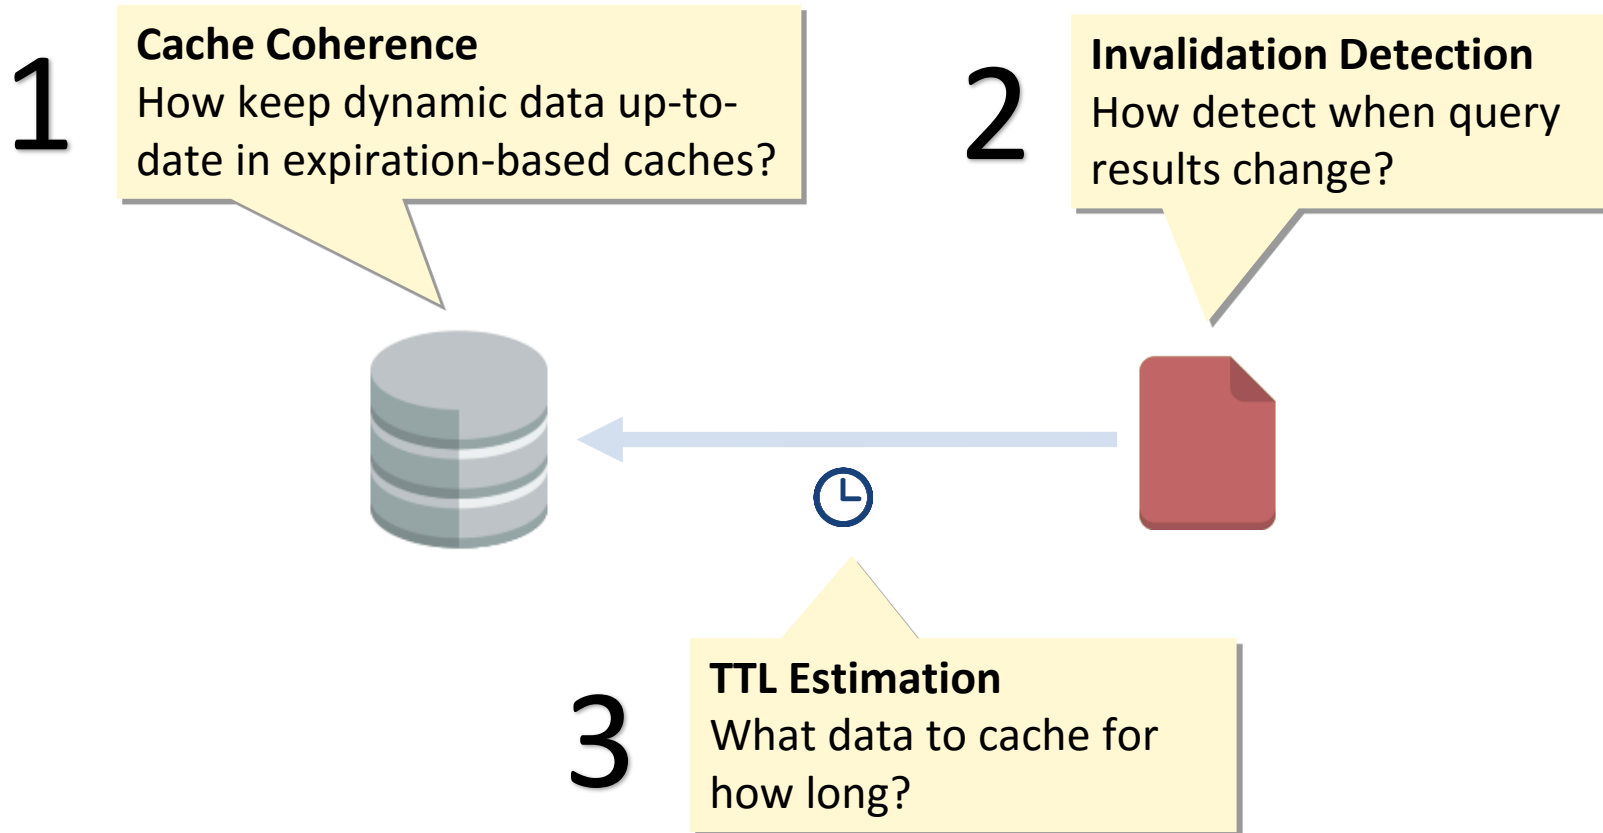 1
Cache Coherence
How keep dynamic data up-to-
date in expiration-based caches?
2
Invalidation Detection
How detect when query
results change?
3
TTL Estimation
What data to cache for
how long?